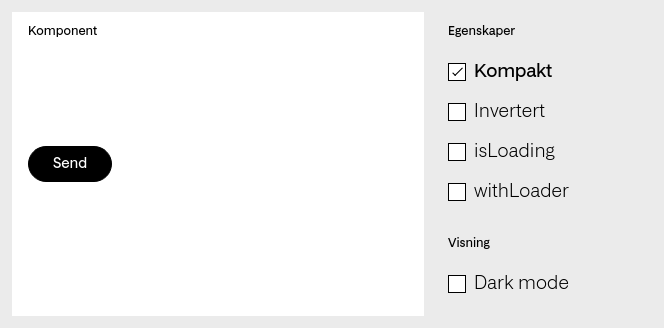 Komponent
Send
Egenskaper
Kompakt
Invertert
isLoading
withLoader
Visning
Dark mode